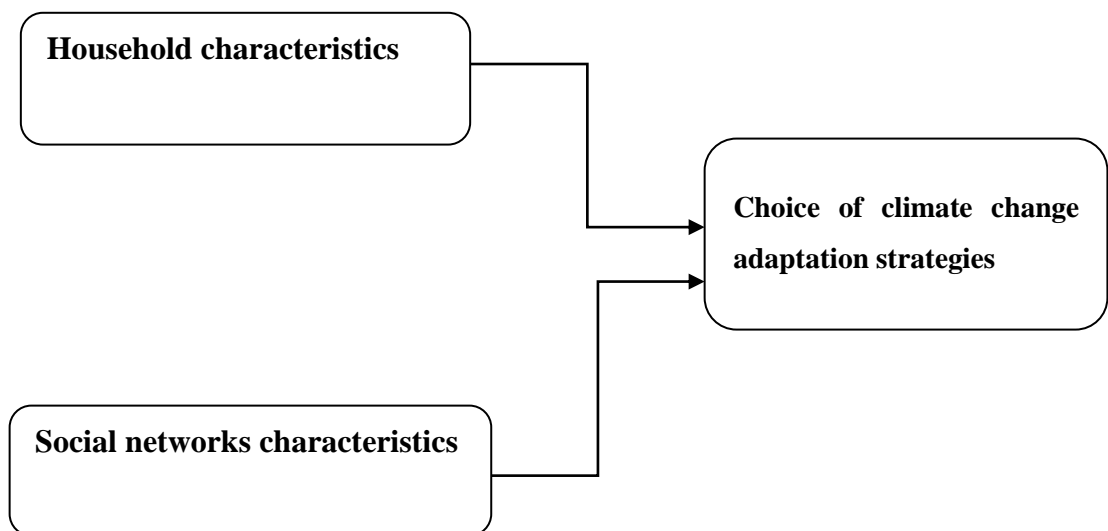 Household characteristics
Choice of climate change
adaptation strategies
Social networks characteristics